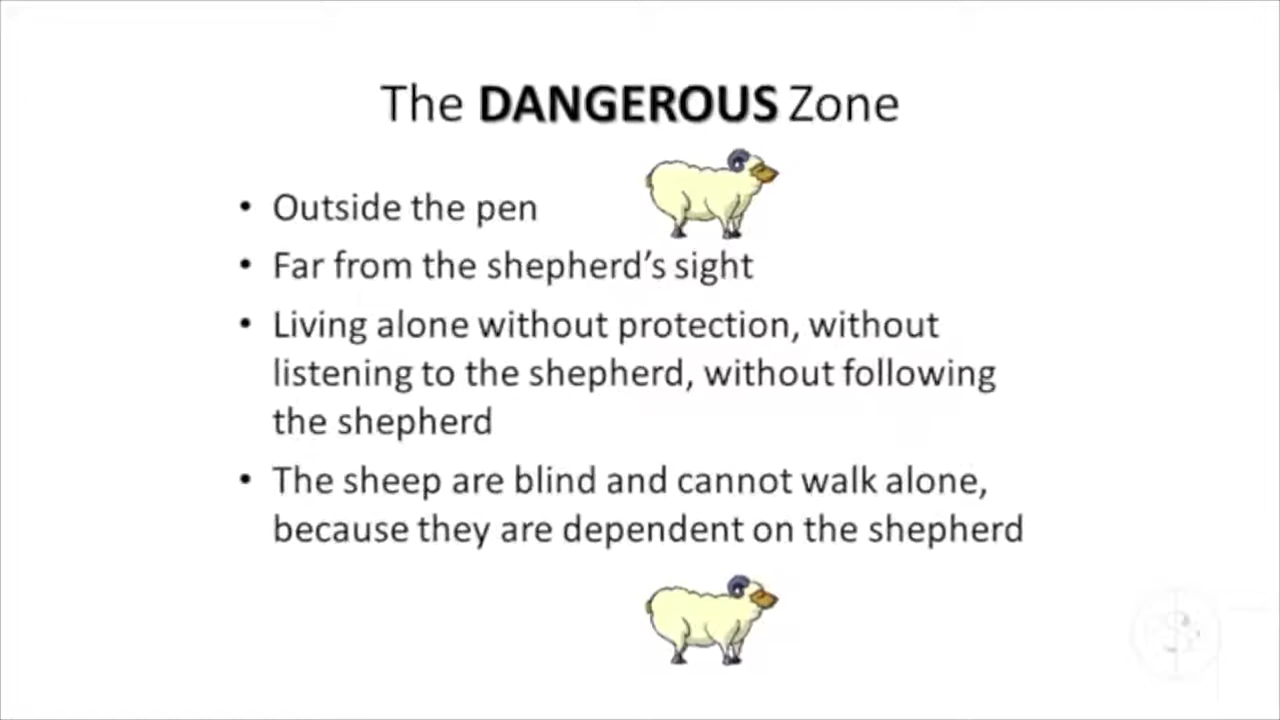 The DANGEROUS Zone
• Outside the pen
• Far from the shepherd's sight
• Living alone without protection, without
listening to the shepherd, without following
the shepherd
• The sheep are blind and cannot walk alone,
because they are dependent on the shepherd